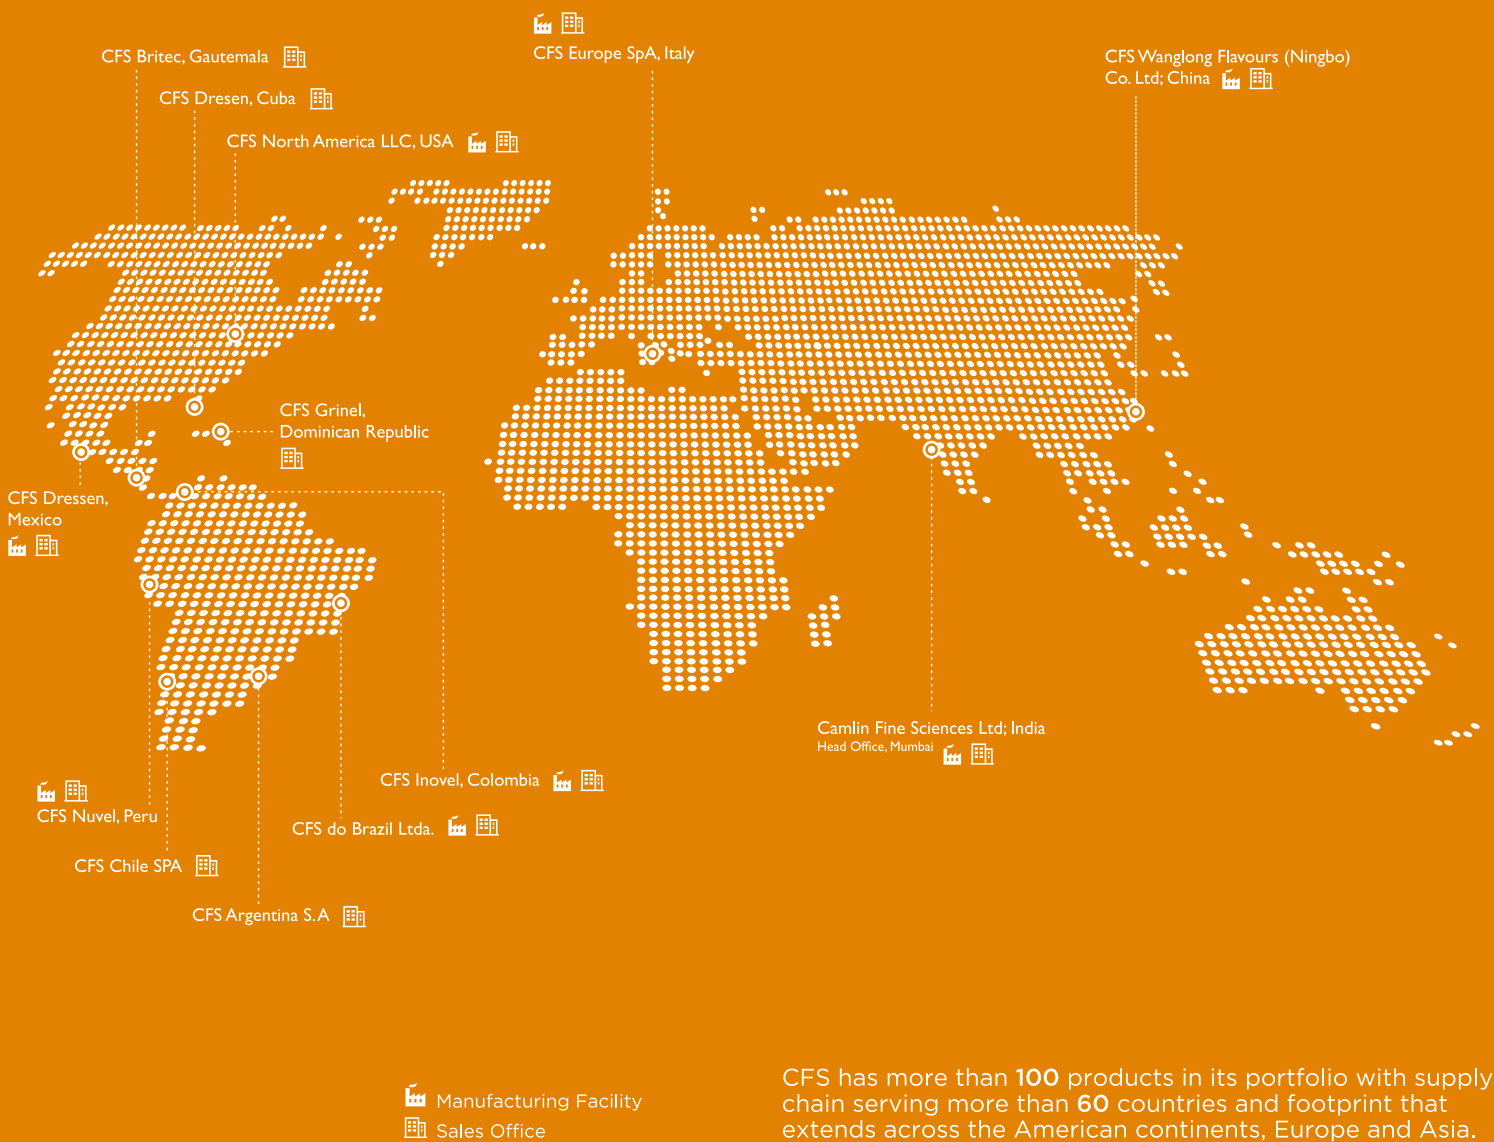 CFS Britec, Gautemala
CFS Dresen, Cuba
CFS North America LLC, USA
CFS Europe SpA, Italy
CFS Wanglong Flavours (Ningbo)
Co. Ltd; China
CFS Grinel,
Dominican Republic
CFS Dressen,
Mexico
Camlin Fine Sciences Ltd; India
Head Office, Mumbai
CFS Inovel, Colombia
CFS Nuvel, Peru
CFS do Brazil Ltda.
CFS Chile SPA
CFS Argentina S.A
Manufacturing Facility
Sales Office
CFS has more than 100 products in its portfolio with supply
chain serving more than 60 countries and footprint that
extends across the American continents, Europe and Asia.